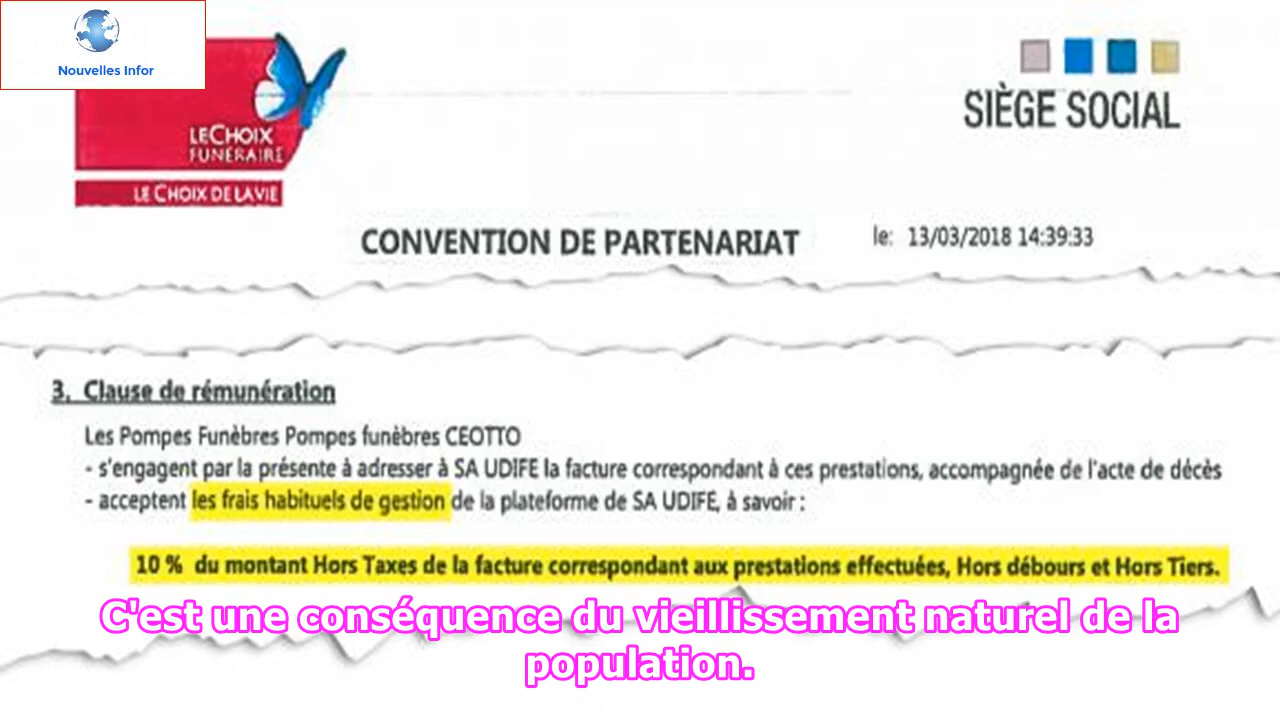 Nouvelles Infor
LE CHOIX
FUNÉRAIRE
LE CHOIX DE LA VIE
SIÈGE SOCIAL
CONVENTION DE PARTENARIAT
le: 13/03/2018 14:39:33
3. Clause de rémunération
Les Pompes Funèbres Pompes funèbres CEOTTO
- s'engagent par la présente à adresser à SA UDIFE la facture correspondant à ces prestations, accompagnée de l'acte de décès
- acceptent les frais habituels de gestion de la plateforme de SA UDIFE, à savoir :
10 % du montant Hors Taxes de la facture correspondant aux prestations effectuées, Hors débours et Hors Tiers.
C'est une conséquence du vieillissement naturel de la
population.